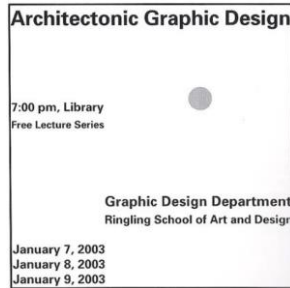 Architectonic Graphic Design
7:00 pm, Library
Free Lecture Series
Graphic Design Department
Ringling School of Art and Design
January 7, 2003
January 8, 2003
January 9, 2003